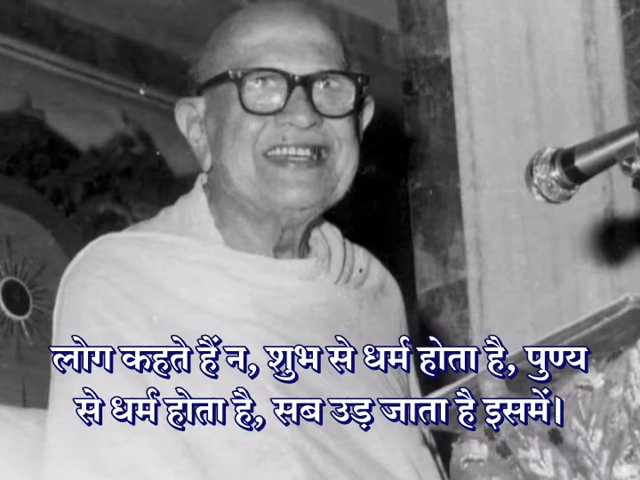 लोग कहते हैं न, शुभ से धर्म होता है, पुण्य
से धर्म होता है, सब उड़ जाता है इसमें।